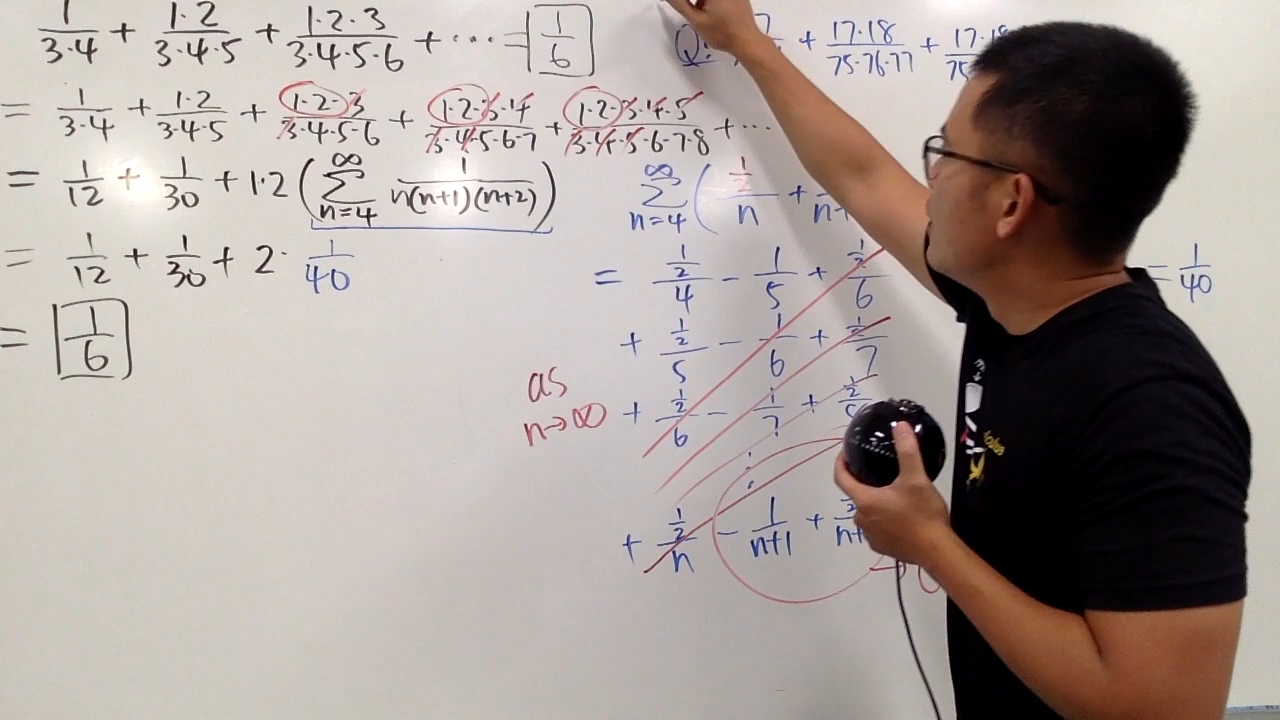 1/(3·4) + (1·2)/(3·4·5) + (1·2·3)/(3·4·5·6) + ... = 1/6
= 1/(3·4) + (1·2)/(3·4·5) + (1·2·3)/(3·4·5·6) + (1·2·3·4)/(3·4·5·6·7) + (1·2·3·4·5)/(3·4·5·6·7·8) + ...
= 1/12 + 1/30 + 1·2 (∑_{n=4}^{∞} 1/(n(n+1)(n+2)))
= 1/12 + 1/30 + 2· 1/40
= 1/6
Q: + (17·18)/(75·76·77) + 17·18 75
∑_{n=4}^{∞} ( (1/2)/n +
= (1/2)/4 − 1/5 + (1/2)/6
= 1/40
+ (1/2)/5 − 1/6 + (1/2)/7
as n→∞
+ (1/2)/6 − 1/7 +
⋮
+ (1/2)/n − 1/(n+1) +